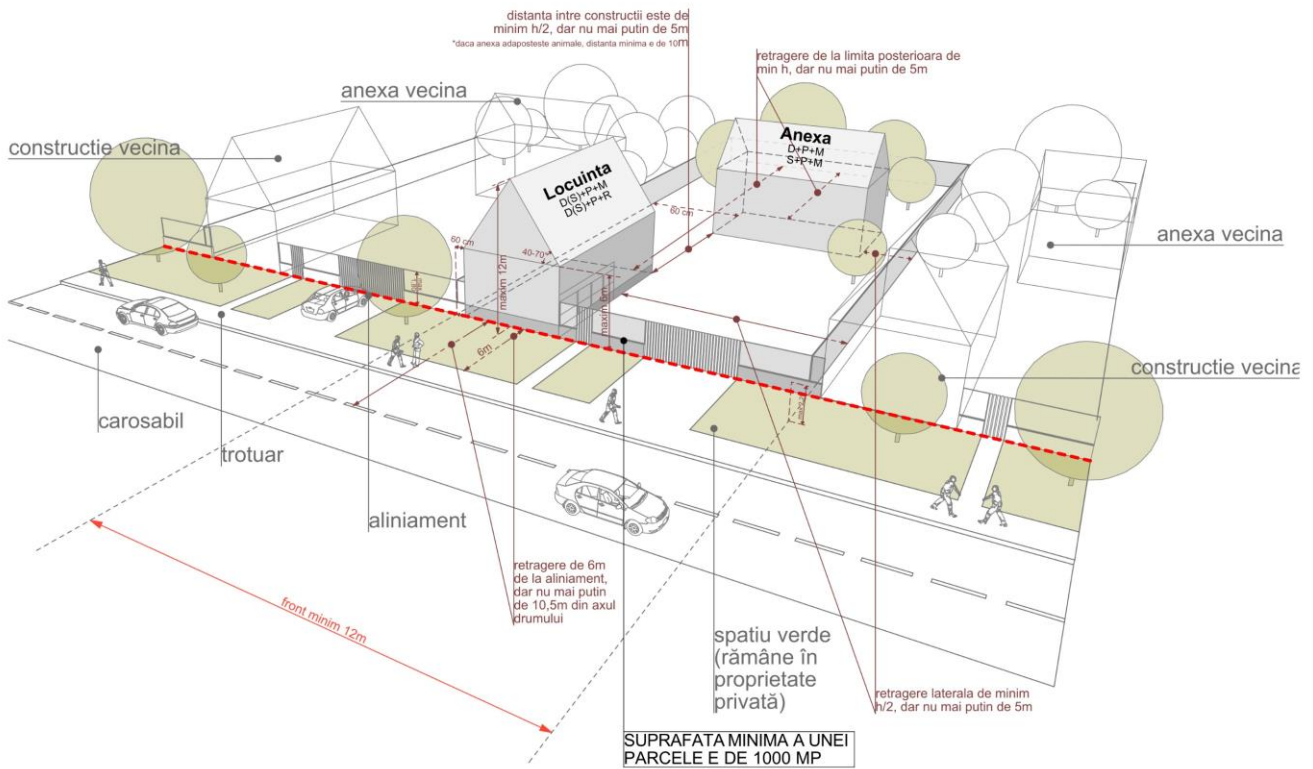 distanta intre constructii este de
minim h/2, dar nu mai putin de 5m
*daca anexa adaposteste animale, distanta minima e de 10m
retragere de la limita posterioara de
min h, dar nu mai putin de 5m
anexa vecina
constructie vecina
Anexa
D+P+M
S+P+M
Locuinta
D(S)+P+M
D(S)+P+R
60 cm
60 cm
40-70°
maxim 12m
anexa vecina
6m
constructie vecina
carosabil
trotuar
aliniament
retragere de 6m
de la aliniament,
dar nu mai putin
de 10,5m din axul
drumului
front minim 12m
spatiu verde
(rămâne în
proprietate
privată)
retragere laterala de minim
h/2, dar nu mai putin de 5m
SUPRAFATA MINIMA A UNEI
PARCELE E DE 1000 MP